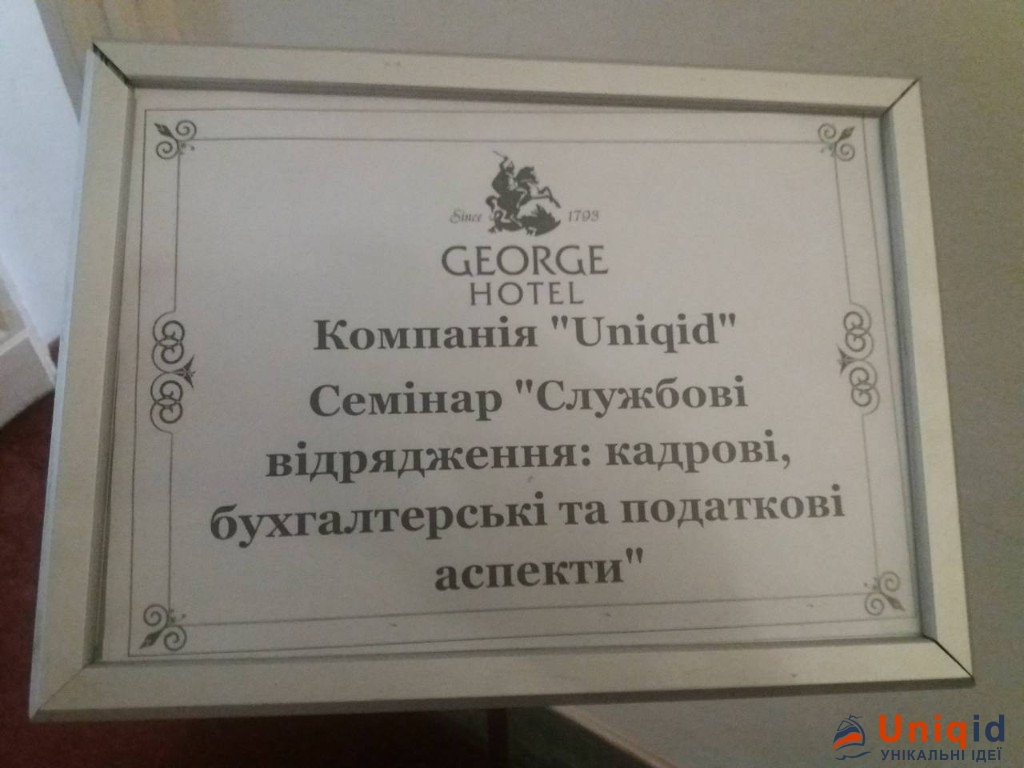 Since 1793
GEORGE
HOTEL
Компанія "Uniqid"
Семінар "Службові
відрядження: кадрові,
бухгалтерські та податкові
аспекти"
Uniqid
УНІКАЛЬНІ ІДЕЇ